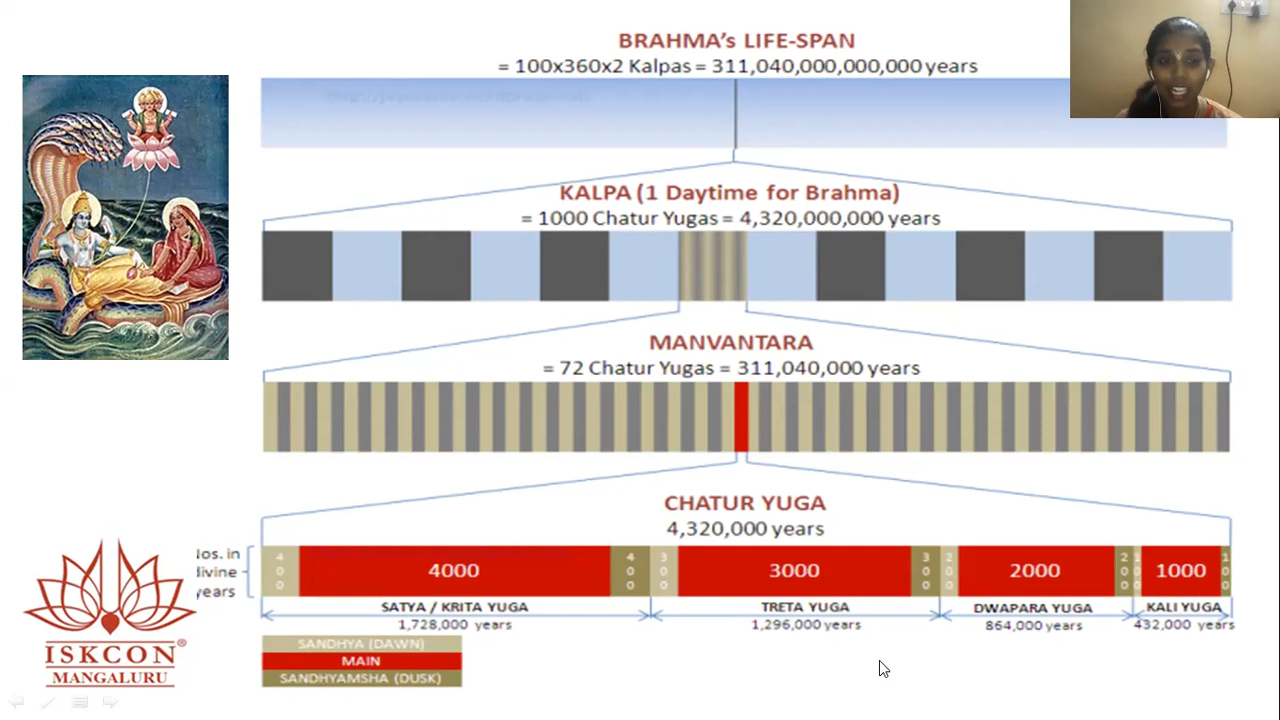 BRAHMA's LIFE-SPAN
= 100x360x2 Kalpas = 311,040,000,000,000 years
KALPA (1 Daytime for Brahma)
= 1000 Chatur Yugas = 4,320,000,000 years
MANVANTARA
= 72 Chatur Yugas = 311,040,000 years
CHATUR YUGA
4,320,000 years
Nos. in
divine
years
400 4000 400 300 3000 300 200 2000 200 100 1000 100
SATYA / KRITA YUGA TRETA YUGA DWAPARA YUGA KALI YUGA
1,728,000 years 1,296,000 years 864,000 years 432,000 years
SANDHYA (DAWN)
MAIN
SANDHYAMSHA (DUSK)
ISKCON®
MANGALURU